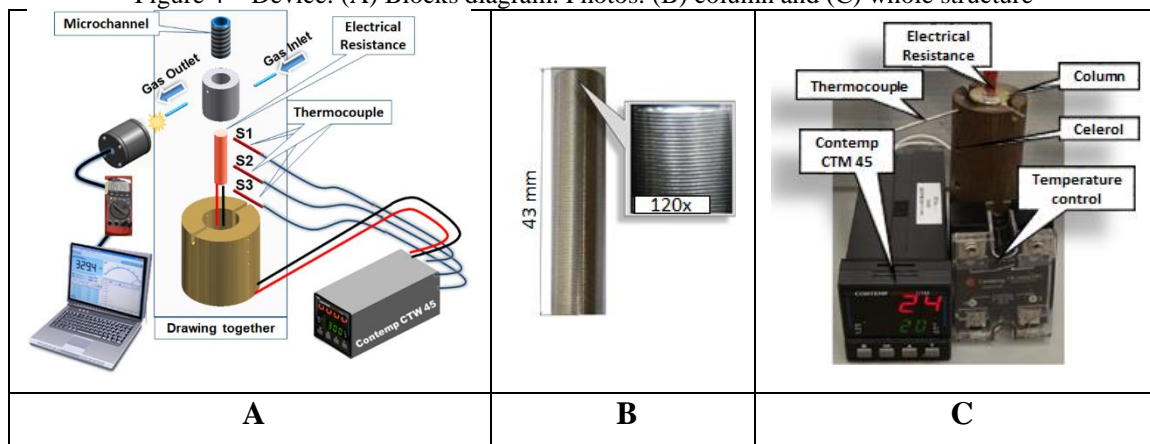 Figure 4 – Device: (A) Blocks diagram. Photos: (B) column and (C) whole structure
Microchannel
Electrical
Resistance
Gas Outlet
Gas Inlet
Thermocouple
S1
S2
S3
3294
Drawing together
Contemp CTW 45
A
43 mm
120x
B
Electrical
Resistance
Thermocouple
Column
Celerol
Contemp
CTM 45
Temperature
control
CONTEMP
24
20
C